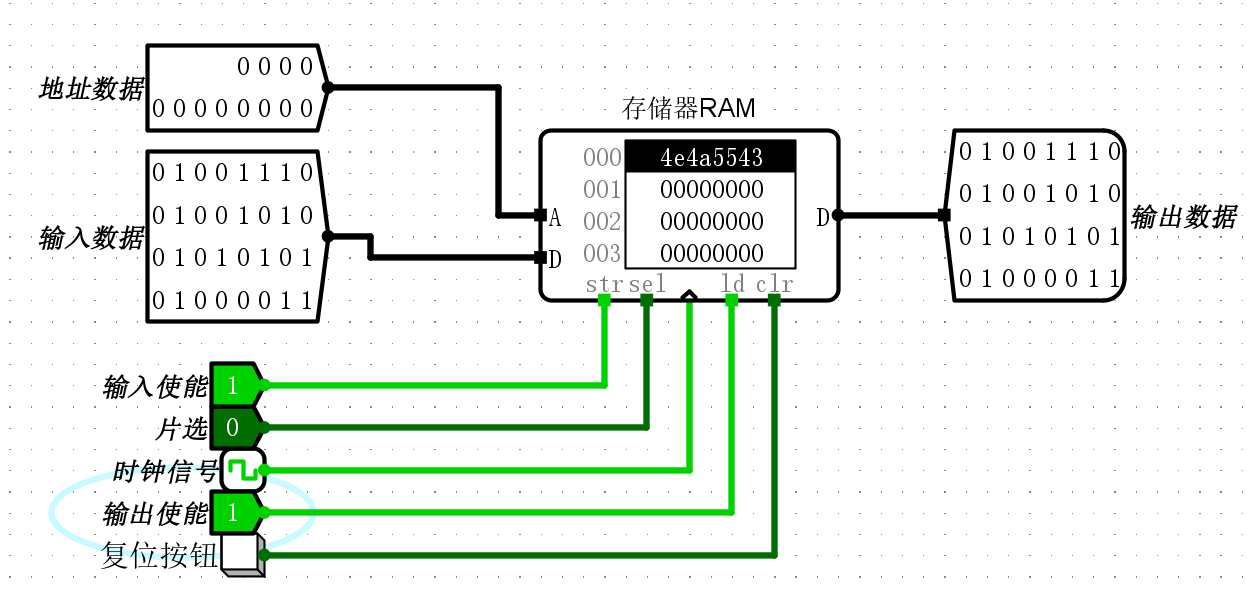 地址数据
0 0 0 0
0 0 0 0 0 0 0 0
输入数据
0 1 0 0 1 1 1 0
0 1 0 0 1 0 1 0
0 1 0 1 0 1 0 1
0 1 0 0 0 0 1 1
存储器RAM
000 4e4a5543
001 00000000
002 00000000
003 00000000
A
D
D
str sel ld clr
0 1 0 0 1 1 1 0
0 1 0 0 1 0 1 0
0 1 0 1 0 1 0 1
0 1 0 0 0 0 1 1
输出数据
输入使能 1
片选 0
时钟信号
输出使能 1
复位按钮